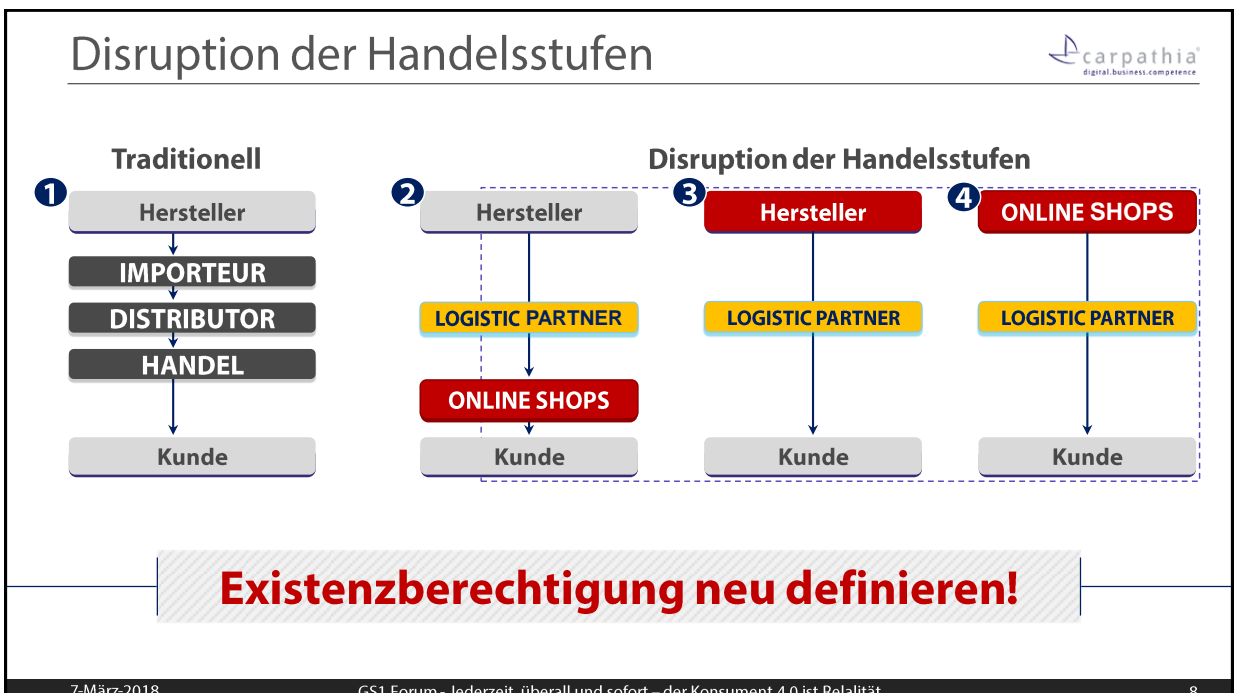 Disruption der Handelsstufen
carpathia
digital.business.competence
Traditionell
Disruption der Handelsstufen
1
Hersteller
IMPORTEUR
DISTRIBUTOR
HANDEL
Kunde
2
Hersteller
LOGISTIC PARTNER
ONLINE SHOPS
Kunde
3
Hersteller
LOGISTIC PARTNER
Kunde
4
ONLINE SHOPS
LOGISTIC PARTNER
Kunde
Existenzberechtigung neu definieren!
7-März-2018
GS1 Forum - Jederzeit, überall und sofort – der Konsument 4.0 ist Relalität
8